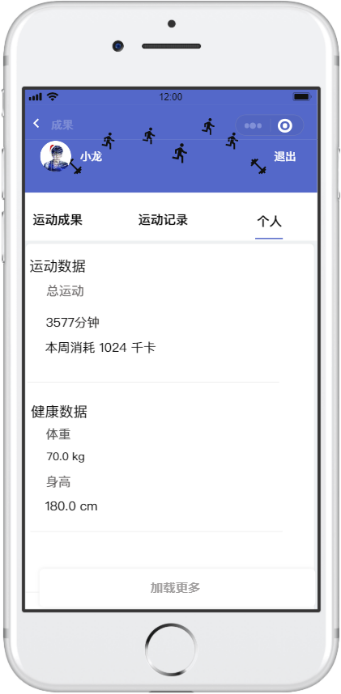 12:00
成果
小龙
退出
运动成果 运动记录 个人
运动数据
总运动
3577分钟
本周消耗 1024 千卡
健康数据
体重
70.0 kg
身高
180.0 cm
加载更多